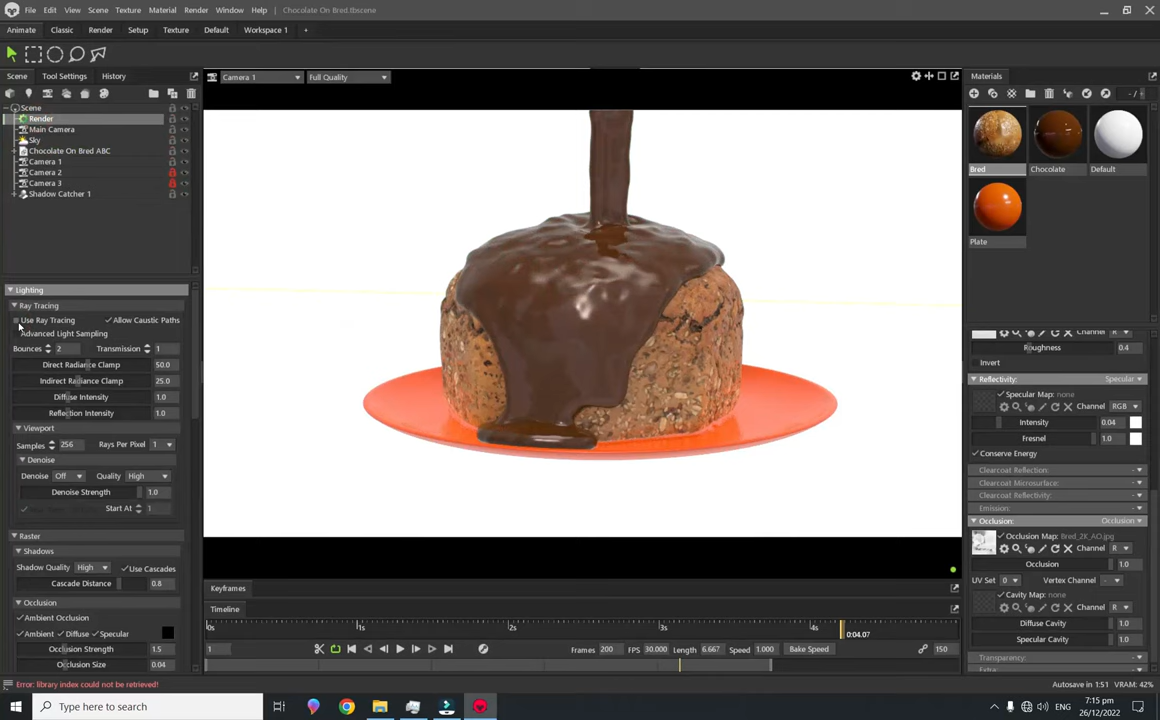 File Edit View Scenes Texture Material Render Window Help Chocolate On Bred.tbscene
Animate Classic Render Setup Texture Default Workspace 1 +
Scene Tool Settings History
Camera 1 Full Quality
Materials
Scene
Render
Main Camera
Sky
Chocolate On Bred ABC
Camera 1
Camera 2
Camera 3
Shadow Catcher 1
Bred Chocolate Default
Plate
Lighting
Ray Tracing
Use Ray Tracing Allow Caustic Paths
Advanced Light Sampling
Bounces 2 Transmission 1
Direct Radiance Clamp 50.0
Indirect Radiance Clamp 25.0
Diffuse Intensity 1.0
Reflection Intensity 1.0
Viewport
Samples 256 Rays Per Pixel 1
Denoise
Denoise Off Quality High
Denoise Strength 1.0
Start At 1
Raster
Shadows
Shadow Quality High Use Cascades
Cascade Distance 0.8
Occlusion
Ambient Occlusion
Ambient Diffuse Specular
Occlusion Strength 1.5
Occlusion Size 0.04
Roughness 0.4
Invert
Reflectivity: Specular
Specular Map: none
Channel RGB
Intensity 0.04
Fresnel 1.0
Conserve Energy
Clearcoat Reflection:
Clearcoat Microsurface:
Clearcoat Reflectivity:
Emission:
Occlusion: Occlusion
Occlusion Map: Bred_2K_AO.jpg
Channel R
Occlusion 1.0
UV Set 0 Vertex Channel -
Cavity Map: none
Channel R
Diffuse Cavity 1.0
Specular Cavity 1.0
Transparency:
Extra:
Keyframes
Timeline
0s 1s 2s 3s 4s 0:04.07
1 Frames 200 FPS 30.000 Length 6.667 Speed 1.000 Bake Speed 150
Error: library index could not be retrieved!
Autosave in 1:51 VRAM: 42%
Type here to search
ENG
7:15 pm
26/12/2022